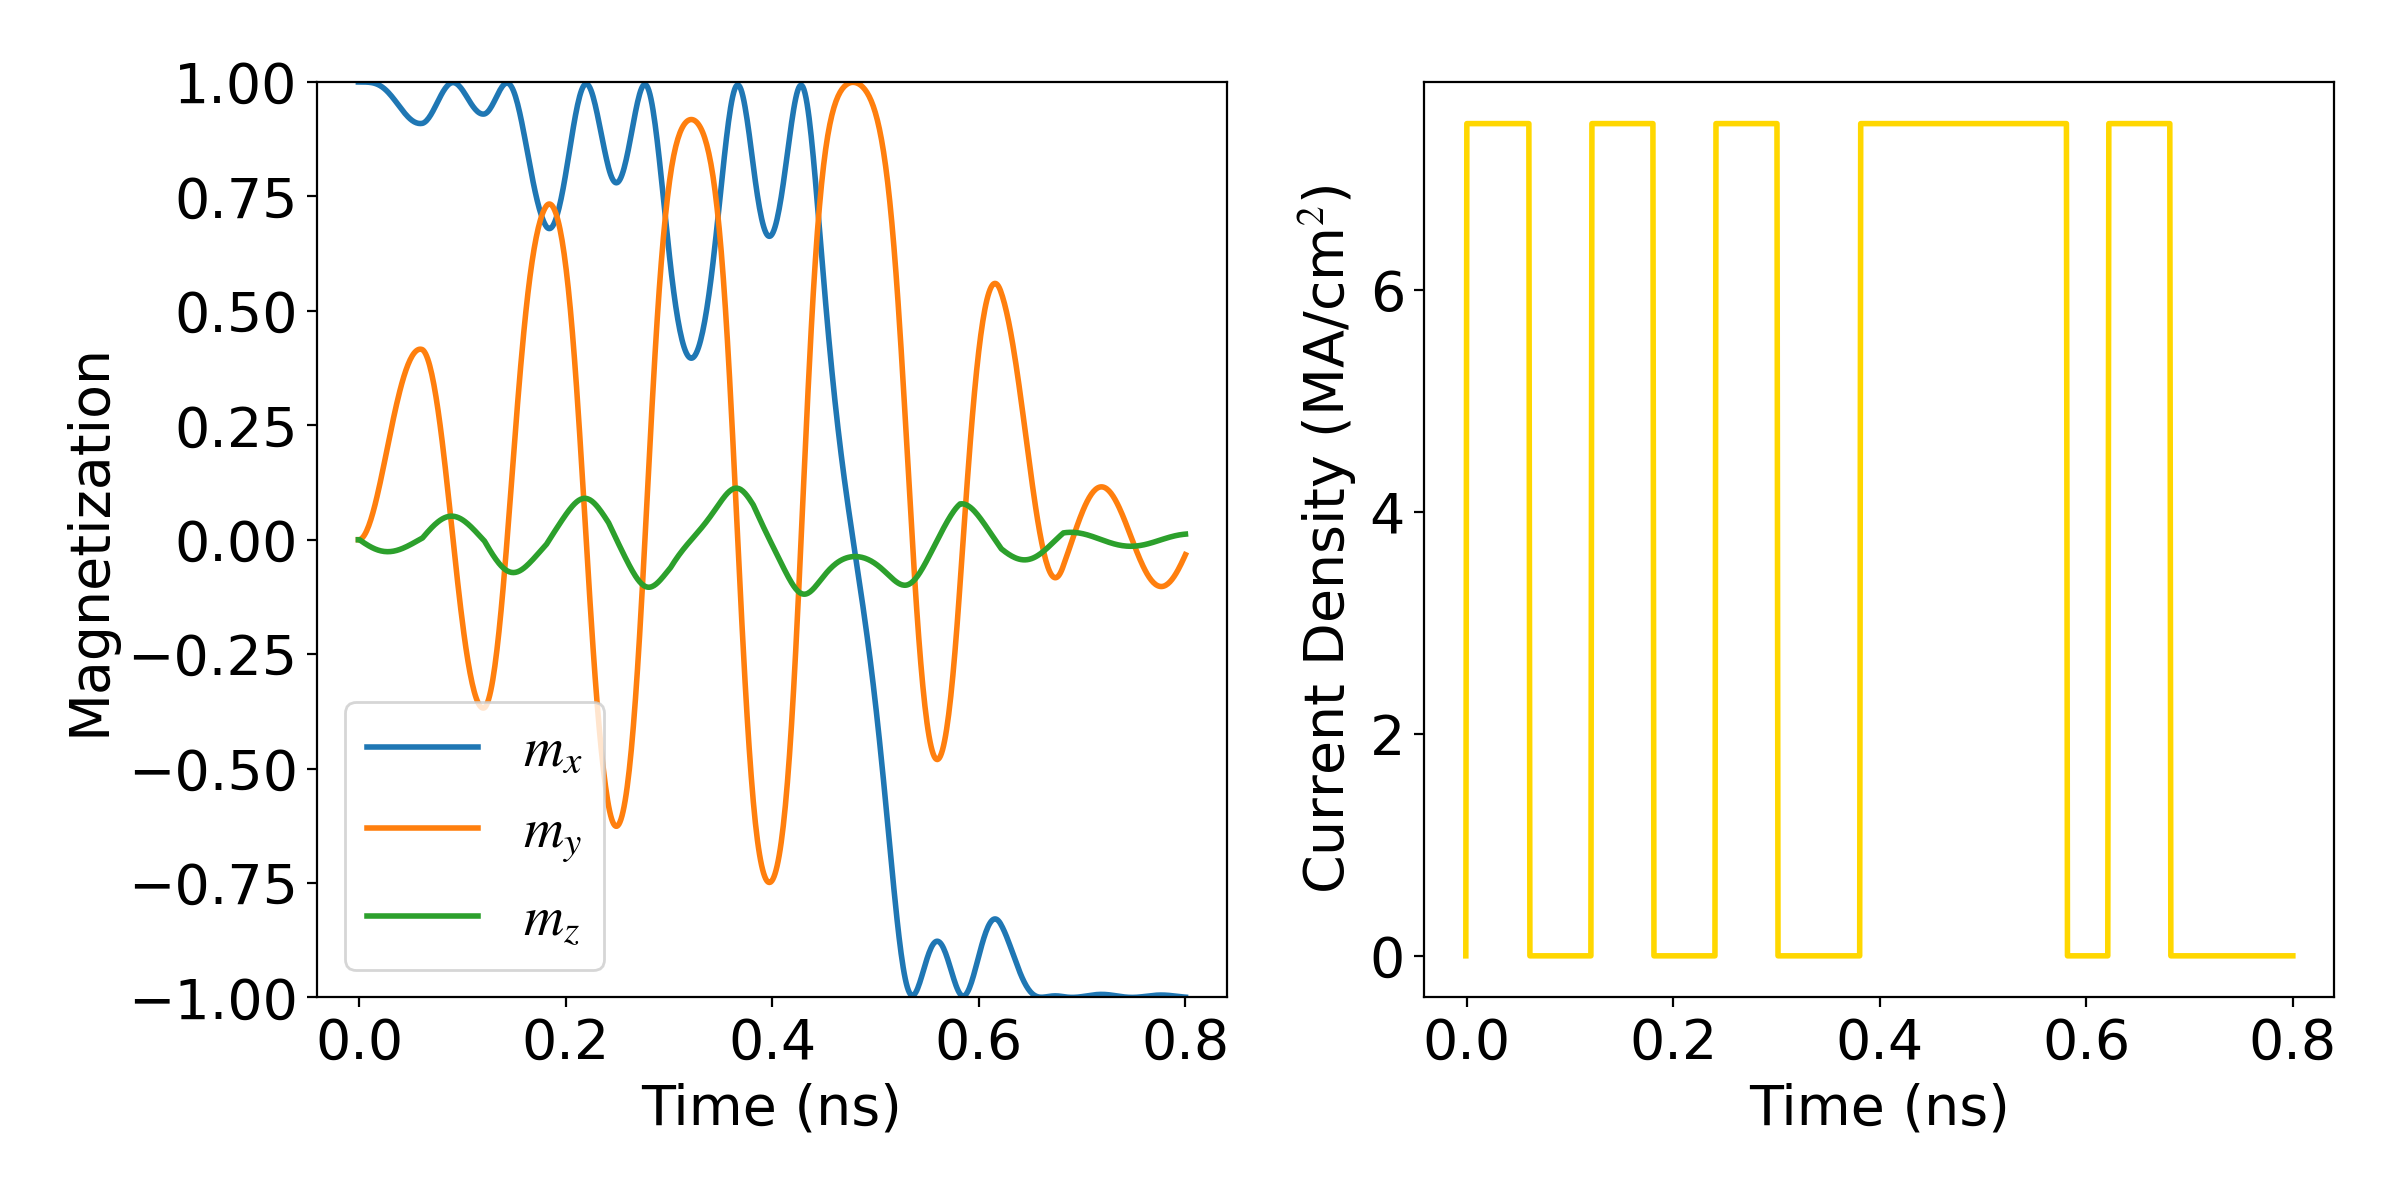 1.00
0.75
0.50
0.25
0.00
−0.25
−0.50
−0.75
−1.00
Magnetization
m_x
m_y
m_z
0.0 0.2 0.4 0.6 0.8
Time (ns)
6
4
2
0
Current Density (MA/cm²)
0.0 0.2 0.4 0.6 0.8
Time (ns)